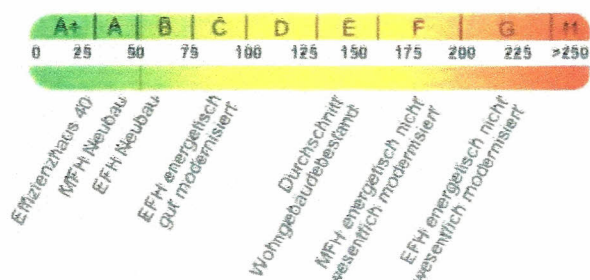 A+ A B C D E F G H
0 25 50 75 100 125 150 175 200 225 >250
Effizienzhaus 40
MFH Neubau
EFH Neubau
EFH energetisch
gut modernisiert
Durchschnitt
Wohngebäudebestand
MFH energetisch nicht
wesentlich modernisiert
EFH energetisch nicht
wesentlich modernisiert